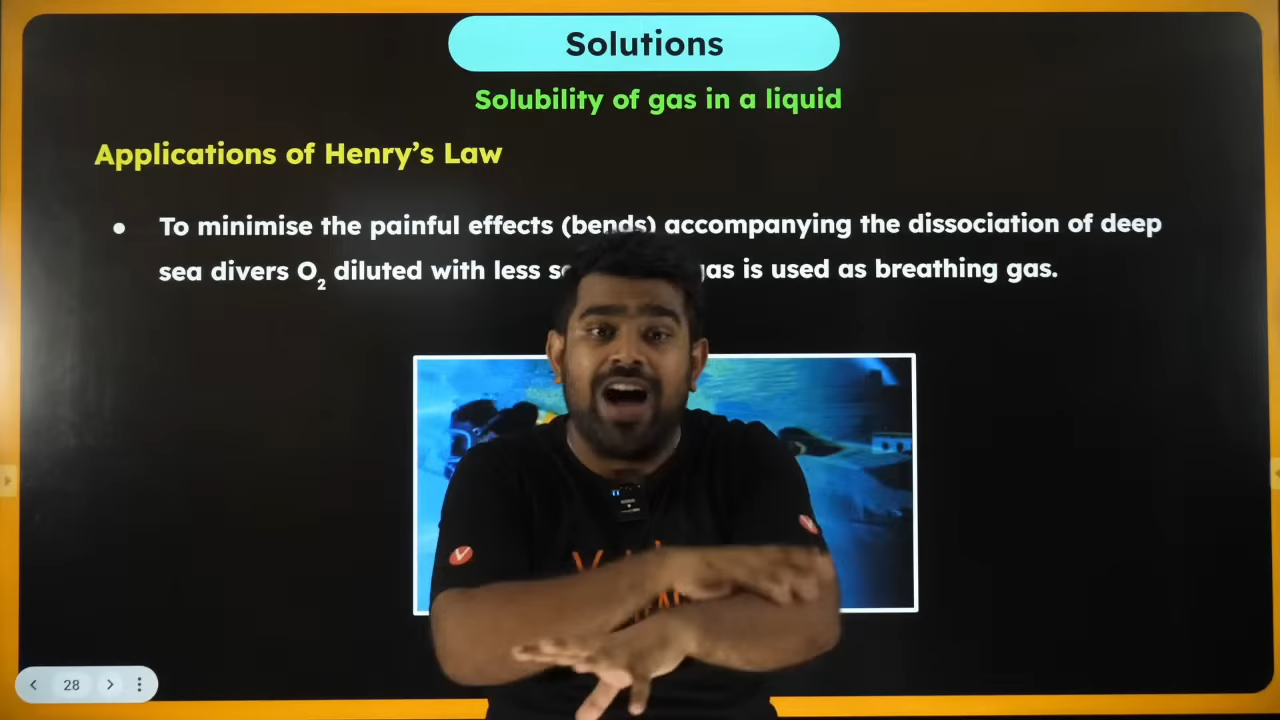 Solutions
Solubility of gas in a liquid
Applications of Henry's Law
• To minimise the painful effects (bends) accompanying the dissociation of deep
sea divers O₂ diluted with less gas is used as breathing gas.
28